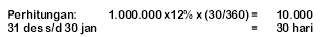 Perhitungan: 1.000.000 x12% x (30/360) = 10.000
31 des s/d 30 jan = 30 hari